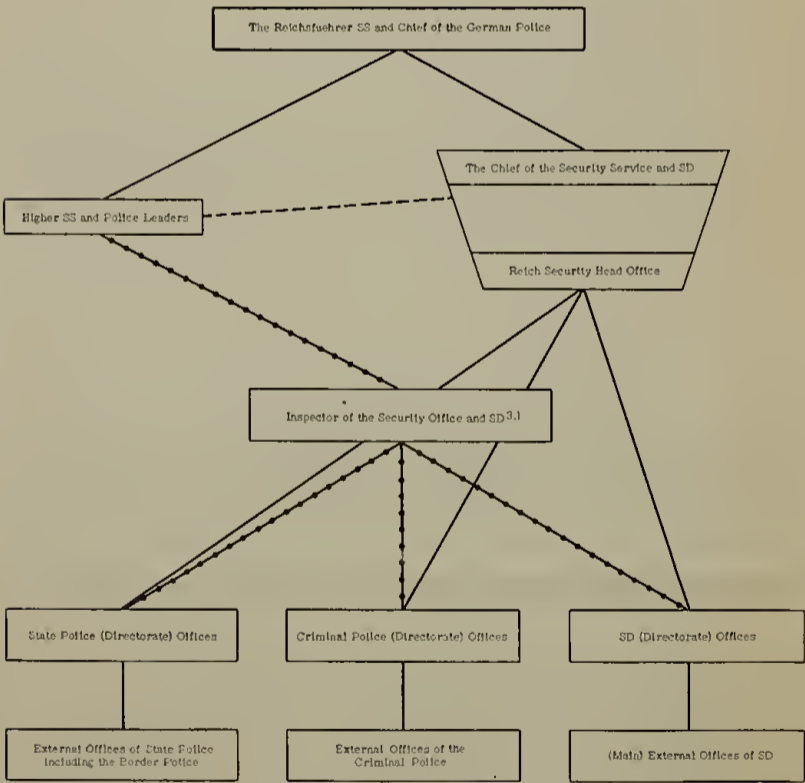 The Reichsfuehrer SS and Chief of the German Police
The Chief of the Security Service and SD
Higher SS and Police Leaders
Reich Security Head Office
Inspector of the Security Office and SD3,1
State Police (Directorate) Offices
Criminal Police (Directorate) Offices
SD (Directorate) Offices
External Offices of State Police
including the Border Police
External Offices of the
Criminal Police
(Main) External Offices of SD